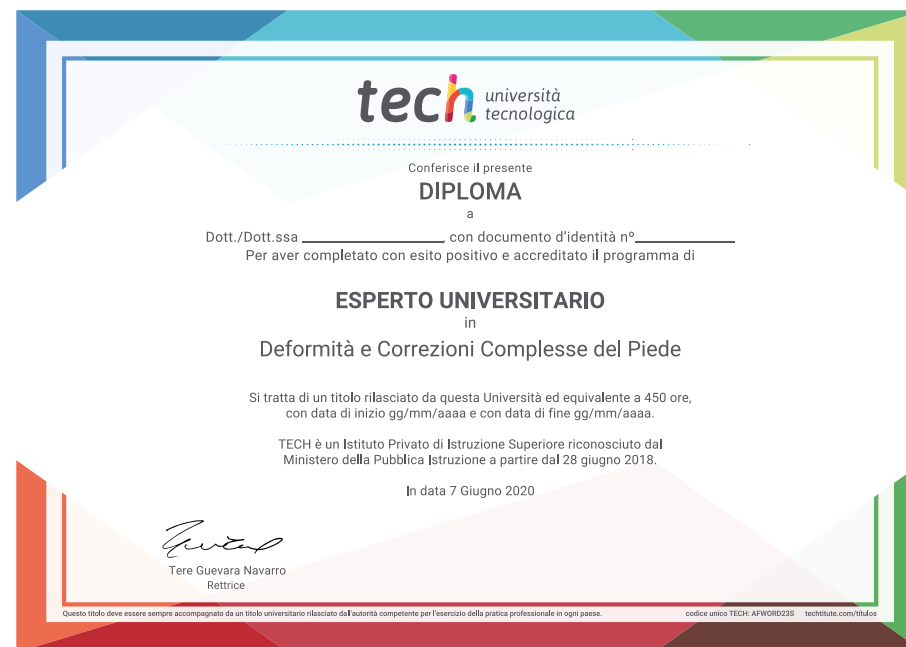 tech università
tecnologica
Conferisce il presente
DIPLOMA
a
Dott./Dott.ssa ____________________, con documento d'identità nº______________
Per aver completato con esito positivo e accreditato il programma di
ESPERTO UNIVERSITARIO
in
Deformità e Correzioni Complesse del Piede
Si tratta di un titolo rilasciato da questa Università ed equivalente a 450 ore,
con data di inizio gg/mm/aaaa e con data di fine gg/mm/aaaa.
TECH è un Istituto Privato di Istruzione Superiore riconosciuto dal
Ministero della Pubblica Istruzione a partire dal 28 giugno 2018.
In data 7 Giugno 2020
Tere Guevara Navarro
Rettrice
Questo titolo deve essere sempre accompagnato da un titolo universitario rilasciato dall'autorità competente per l'esercizio della pratica professionale in ogni paese. codice unico TECH: AFWORD23S techtitute.com/titulos